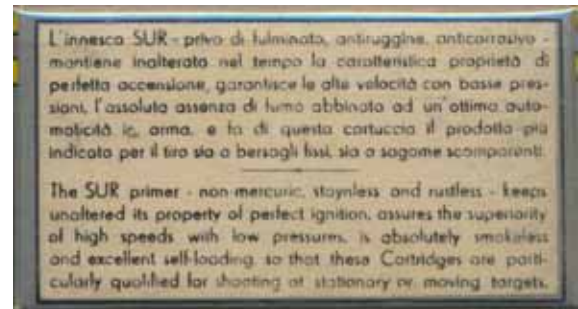 L'innesco SUR - privo di fulminato, antiruggine, anticorrosivo -
mantiene inalterato nel tempo la caratteristica proprietà di
perfetta accensione, garantisce le alte velocità con basse pres-
sioni, l'assoluta assenza di fumo abbinata ad un'ottima auto-
maticità in arma, e fa di questa cartuccia il prodotto più
indicato per il tiro sia a bersagli fissi, sia a sagome scomparenti.
The SUR primer - non-mercuric, staynless and rustless - keeps
unaltered its property of perfect ignition, assures the superiority
of high speeds with low pressures, is absolutely smokeless
and excellent self-loading, so that these Cartridges are parti-
cularly qualified for shooting at stationary or moving targets.